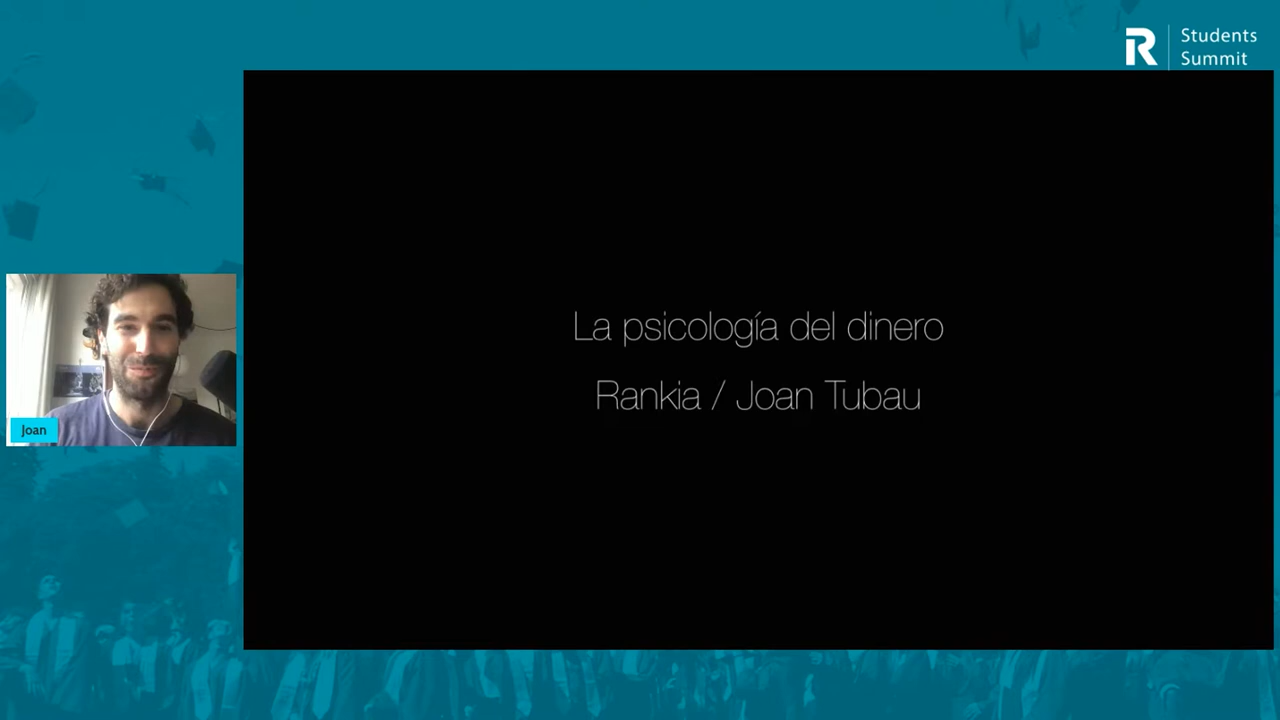 Students
Summit
La psicología del dinero
Rankia / Joan Tubau
Joan